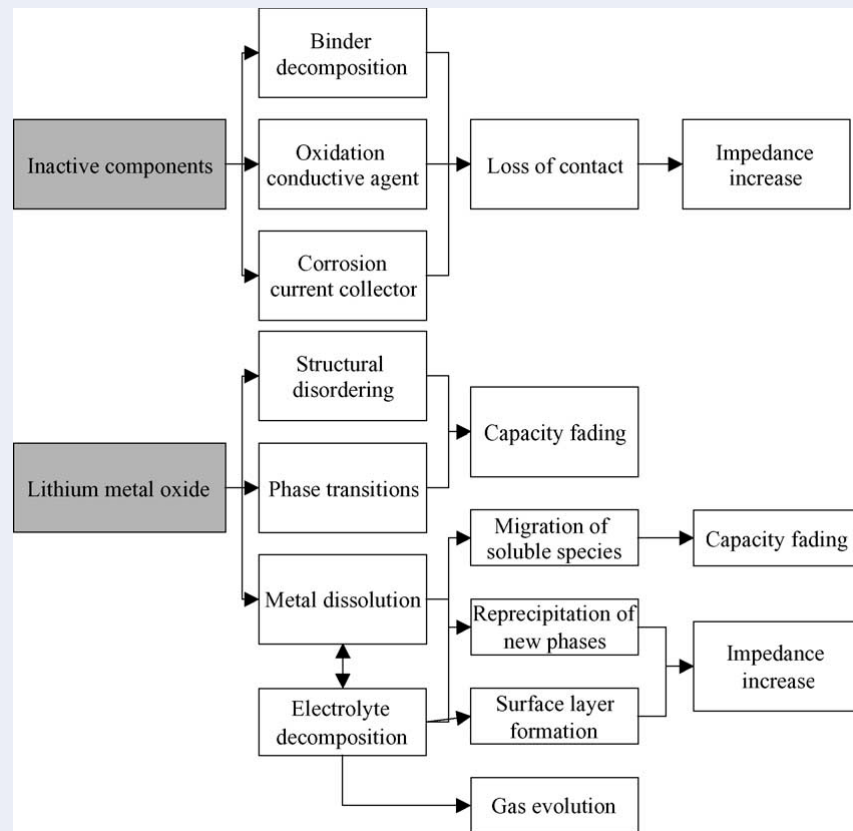 Binder
decomposition
Inactive components
Oxidation
conductive agent
Loss of contact
Impedance
increase
Corrosion
current collector
Structural
disordering
Capacity fading
Lithium metal oxide
Phase transitions
Migration of
soluble species
Capacity fading
Metal dissolution
Reprecipitation of
new phases
Impedance
increase
Electrolyte
decomposition
Surface layer
formation
Gas evolution